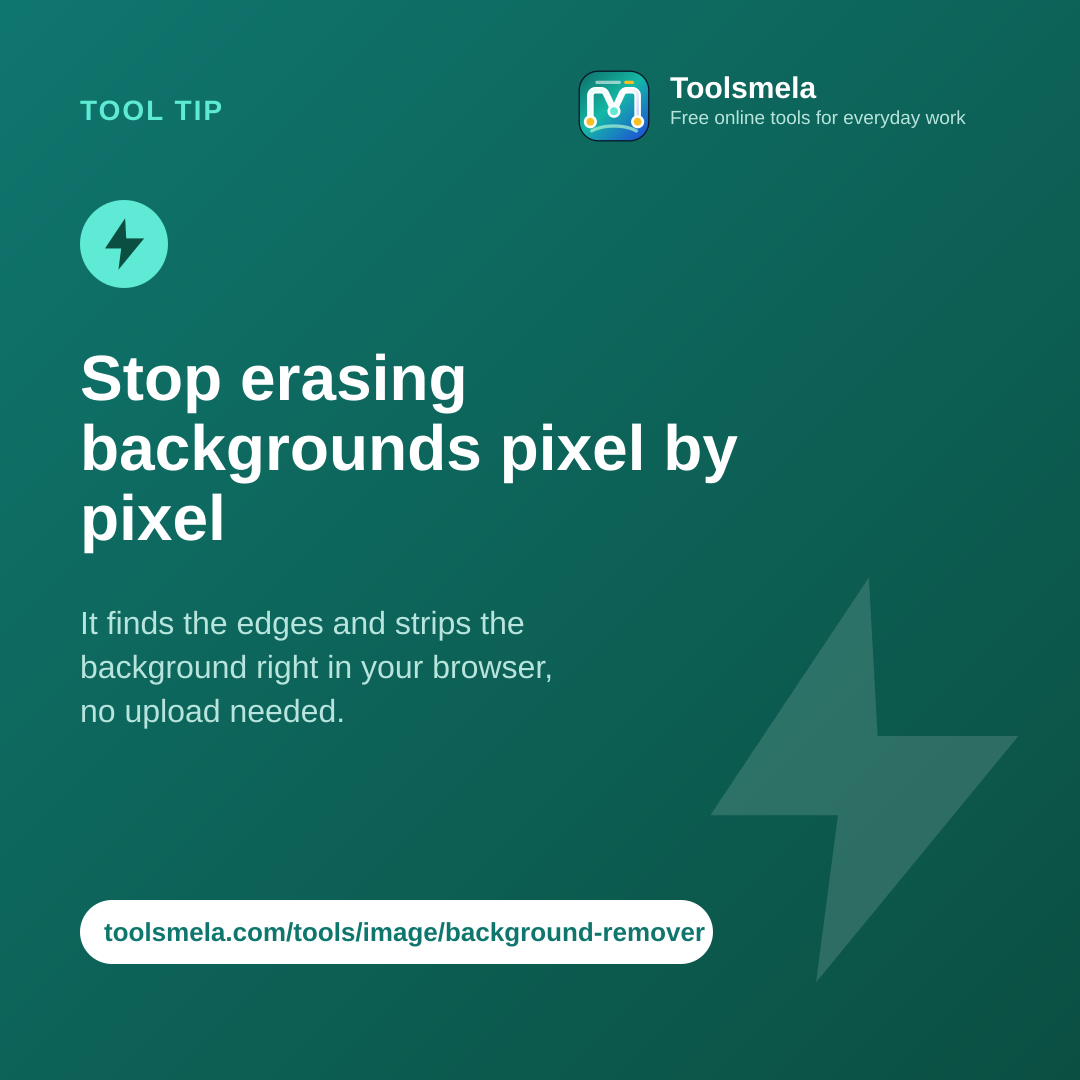 TOOL TIP
Toolsmela
Free online tools for everyday work
Stop erasing
backgrounds pixel by
pixel
It finds the edges and strips the
background right in your browser,
no upload needed.
toolsmela.com/tools/image/background-remover